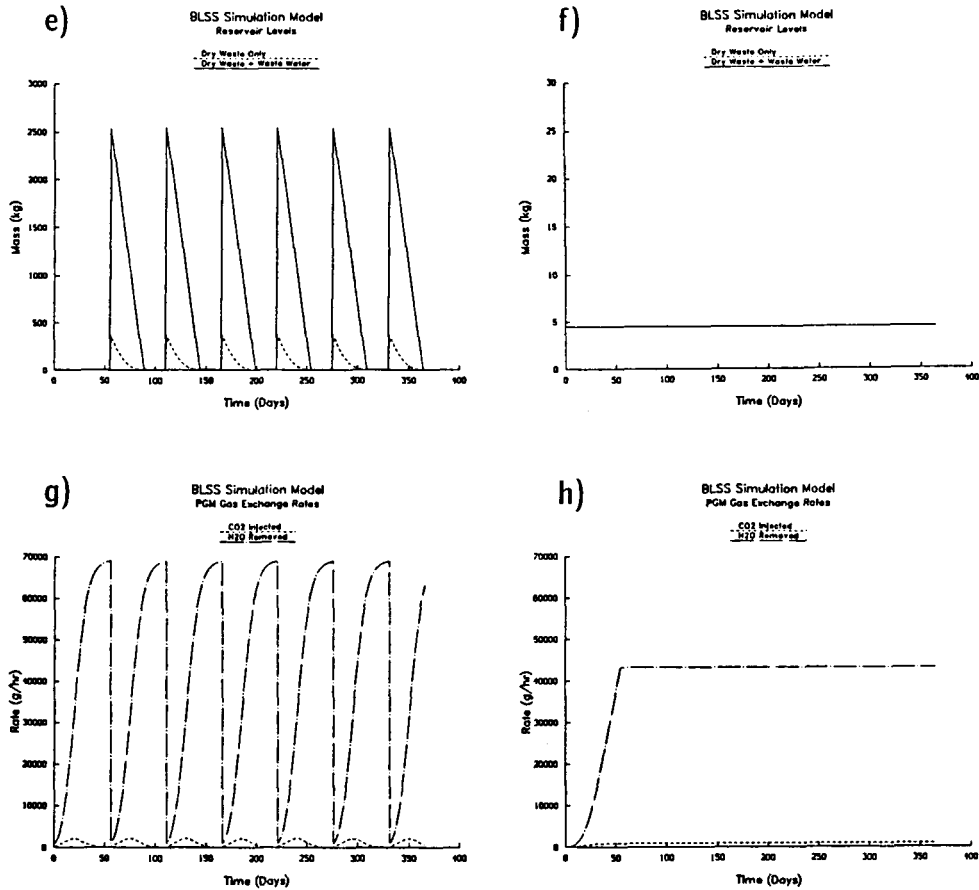 e)
BLSS Simulation Model
Reservoir Levels
Dry Waste Only
Dry Waste + Waste Water
3000
2500
2000
1500
1000
500
0
Mass (kg)
0 50 100 150 200 250 300 350 400
Time (Days)
f)
BLSS Simulation Model
Reservoir Levels
Dry Waste Only
Dry Waste + Waste Water
30
25
20
15
10
5
0
Mass (kg)
0 50 100 150 200 250 300 350 400
Time (Days)
g)
BLSS Simulation Model
PGM Gas Exchange Rates
CO2 Injected
H2O Removed
70000
60000
50000
40000
30000
20000
10000
0
Rate (g/hr)
0 50 100 150 200 250 300 350 400
Time (Days)
h)
BLSS Simulation Model
PGM Gas Exchange Rates
CO2 Injected
H2O Removed
70000
60000
50000
40000
30000
20000
10000
0
Rate (g/hr)
0 50 100 150 200 250 300 350 400
Time (Days)